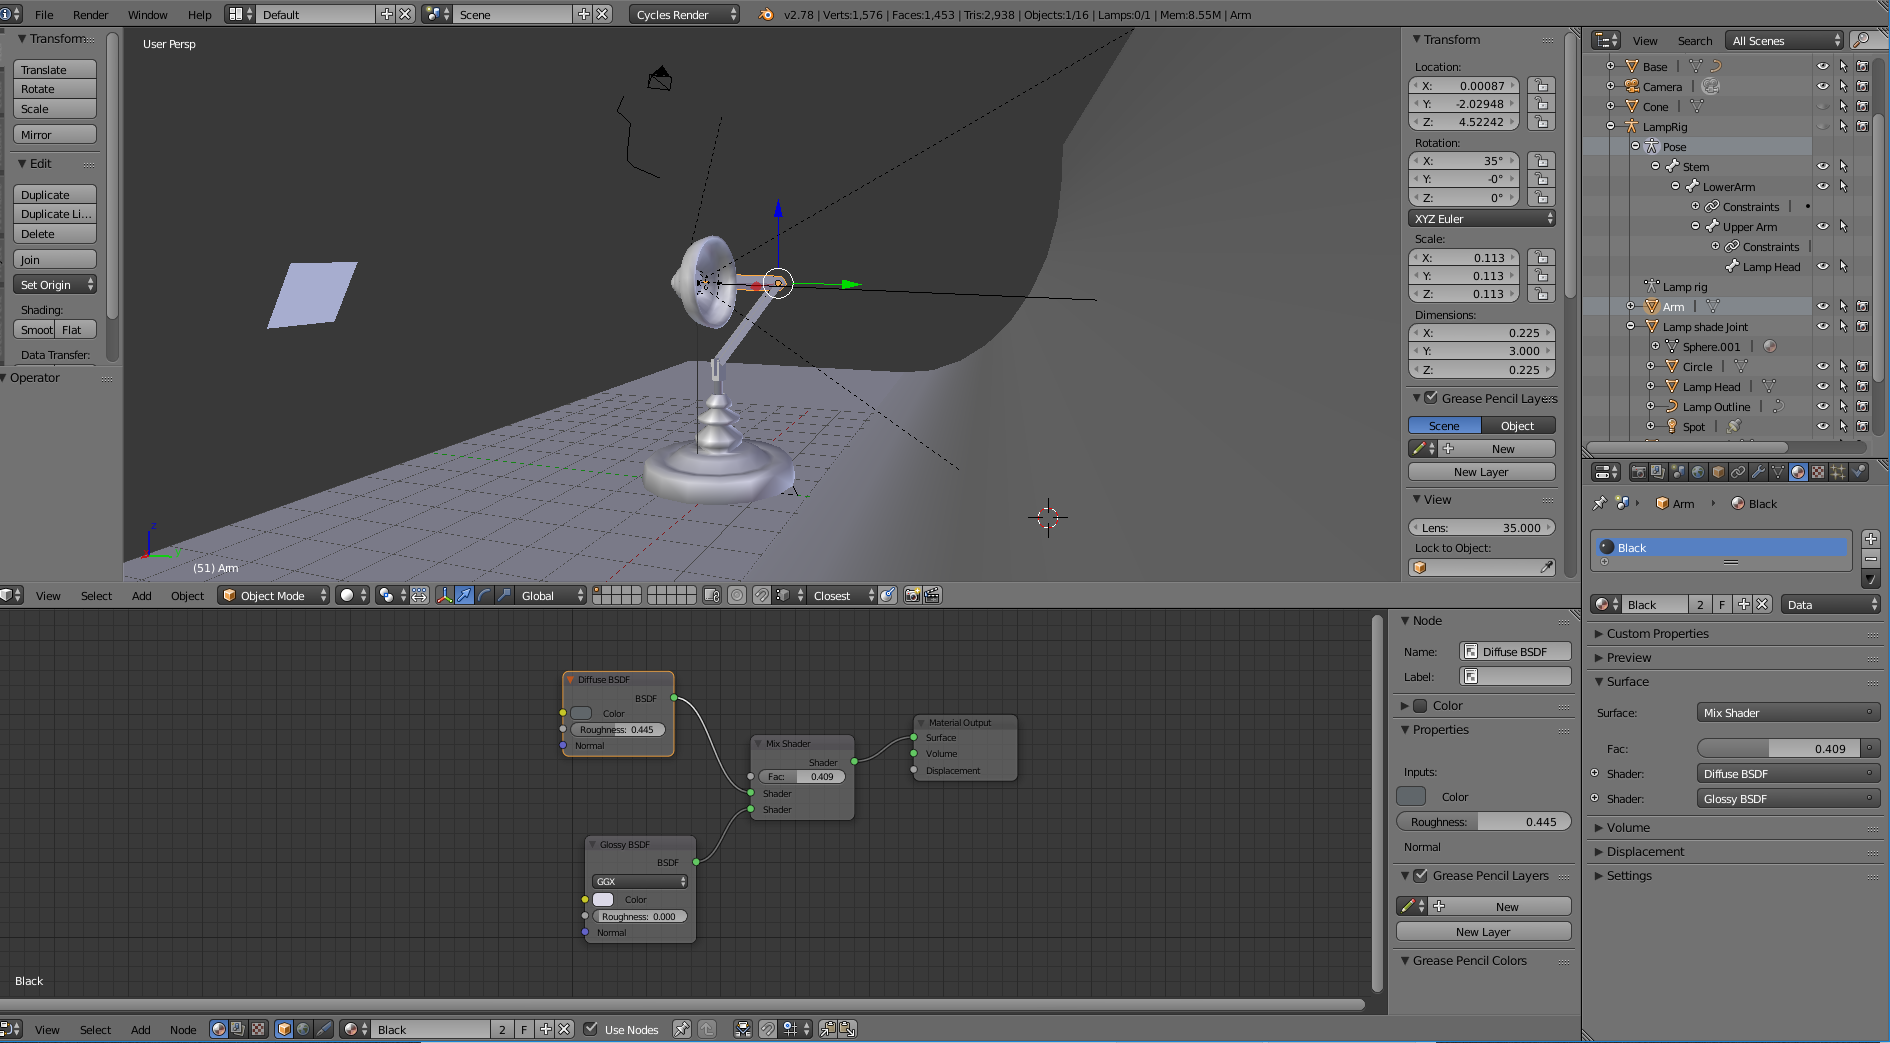 File Render Window Help Default Scene Cycles Render v2.78 | Verts:1,576 | Faces:1,453 | Tris:2,938 | Objects:1/16 | Lamps:0/1 | Mem:8.55M | Arm
Transform
Translate
Rotate
Scale
Mirror
Edit
Duplicate
Duplicate Li...
Delete
Join
Set Origin
Shading:
Smoot Flat
Data Transfer:
Operator
User Persp
z
(51) Arm
Transform
Location:
X: 0.00087
Y: -2.02948
Z: 4.52242
Rotation:
X: 35°
Y: -0°
Z: 0°
XYZ Euler
Scale:
X: 0.113
Y: 0.113
Z: 0.113
Dimensions:
X: 0.225
Y: 3.000
Z: 0.225
Grease Pencil Layers
Scene Object
New
New Layer
View
Lens: 35.000
Lock to Object:
View Search All Scenes
Base
Camera
Cone
LampRig
Pose
Stem
LowerArm
Constraints
Upper Arm
Constraints
Lamp Head
Lamp rig
Arm
Lamp shade Joint
Sphere.001
Circle
Lamp Head
Lamp Outline
Spot
Arm Black
Black
Black 2 F Data
Custom Properties
Preview
Surface
Surface: Mix Shader
Fac: 0.409
Shader: Diffuse BSDF
Shader: Glossy BSDF
Volume
Displacement
Settings
View Select Add Object Object Mode Global Closest
Diffuse BSDF
BSDF
Color
Roughness: 0.445
Normal
Mix Shader
Shader
Fac: 0.409
Shader
Shader
Material Output
Surface
Volume
Displacement
Glossy BSDF
BSDF
GGX
Color
Roughness: 0.000
Normal
Black
Node
Name: Diffuse BSDF
Label:
Color
Properties
Inputs:
Color
Roughness: 0.445
Normal
Grease Pencil Layers
New
New Layer
Grease Pencil Colors
View Select Add Node Black 2 F Use Nodes